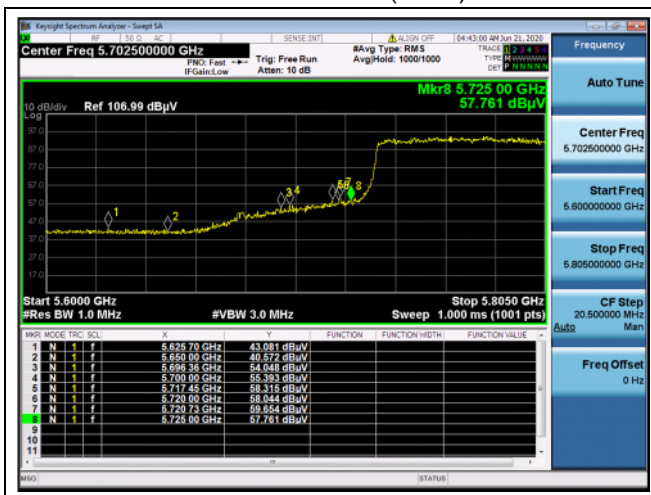 Keysight Spectrum Analyzer - Swept SA
RF 50 Ω AC SENSE:INT ALIGN OFF 04:43:00 AM Jun 21, 2020
Center Freq 5.702500000 GHz
PNO: Fast Trig: Free Run
IFGain:Low Atten: 10 dB
#Avg Type: RMS
Avg|Hold: 1000/1000
TRACE 1 2 3 4 5 6
TYPE M WWWWW
DET P N N N N N
Mkr8 5.725 00 GHz
57.761 dBµV
10 dB/div Ref 106.99 dBµV
Log
97.0
87.0
77.0
67.0
57.0
47.0
37.0
27.0
17.0
1
2
3 4
5 6 7 8
Start 5.6000 GHz Stop 5.8050 GHz
#Res BW 1.0 MHz #VBW 3.0 MHz Sweep 1.000 ms (1001 pts)
MKR MODE TRC SCL X Y FUNCTION FUNCTION WIDTH FUNCTION VALUE
1 N 1 f 5.625 70 GHz 43.081 dBµV
2 N 1 f 5.650 00 GHz 40.572 dBµV
3 N 1 f 5.696 36 GHz 54.048 dBµV
4 N 1 f 5.700 00 GHz 55.393 dBµV
5 N 1 f 5.717 45 GHz 58.315 dBµV
6 N 1 f 5.720 00 GHz 58.044 dBµV
7 N 1 f 5.720 73 GHz 59.654 dBµV
8 N 1 f 5.725 00 GHz 57.761 dBµV
9
10
11
MSG STATUS
Frequency
Auto Tune
Center Freq
5.702500000 GHz
Start Freq
5.600000000 GHz
Stop Freq
5.805000000 GHz
CF Step
20.500000 MHz
Auto Man
Freq Offset
0 Hz